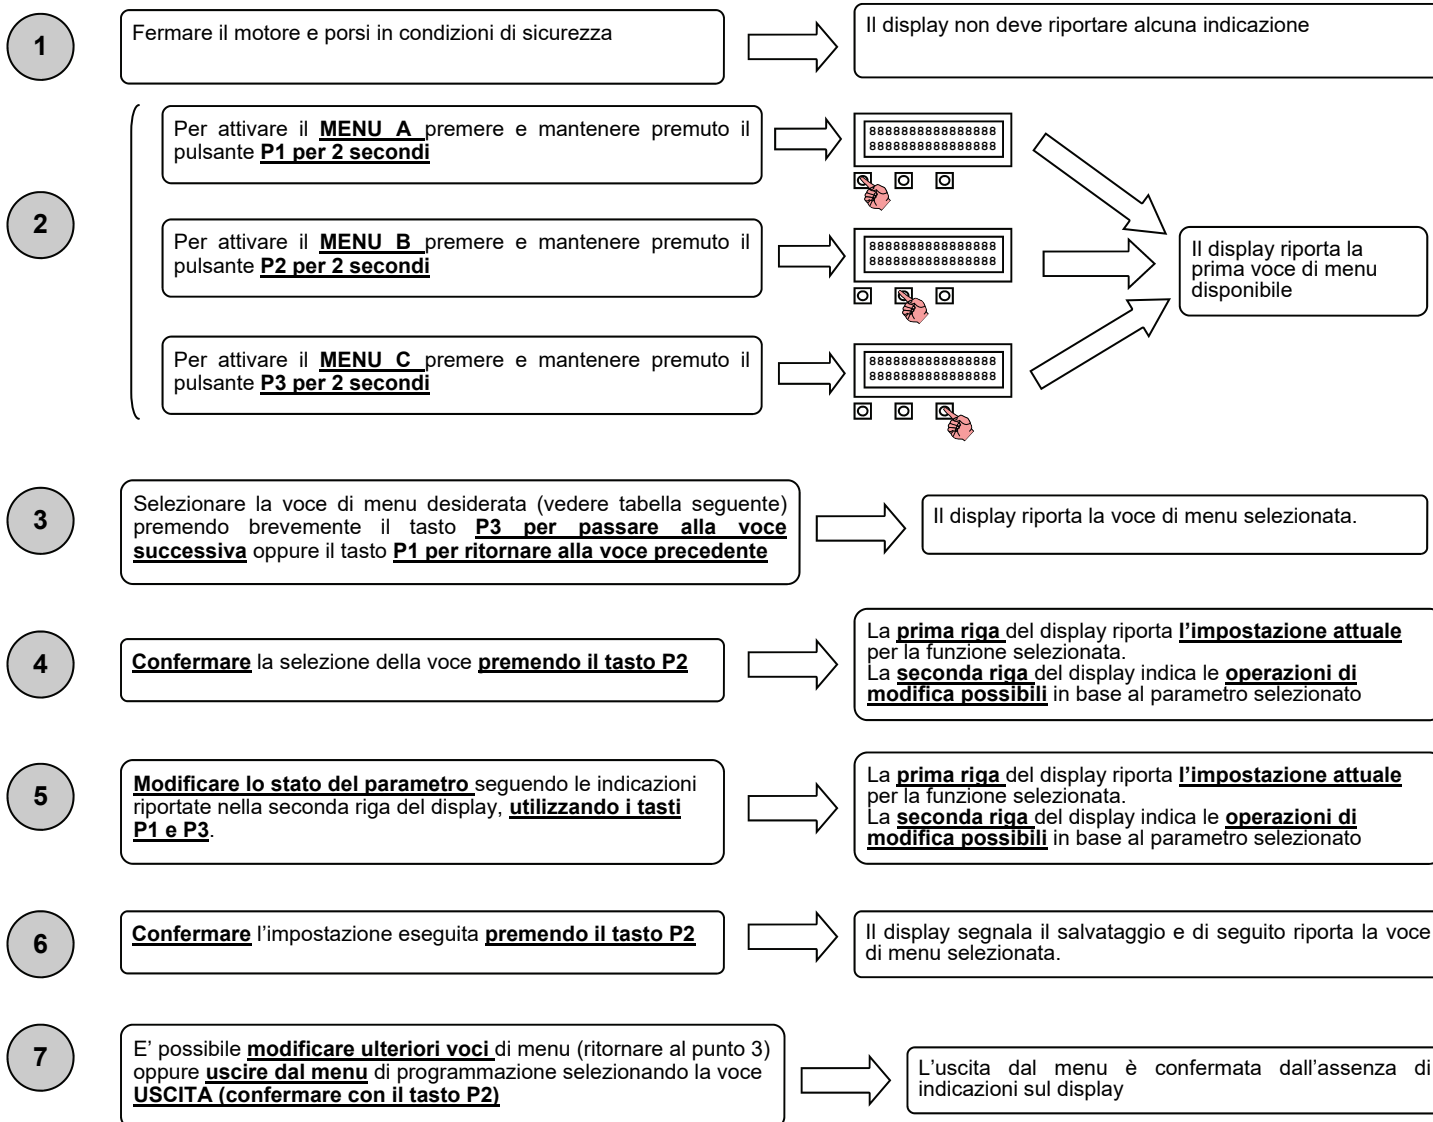 1
Fermare il motore e porsi in condizioni di sicurezza
Il display non deve riportare alcuna indicazione
2
Per attivare il MENU A premere e mantenere premuto il
pulsante P1 per 2 secondi
8888888888888888
8888888888888888
Per attivare il MENU B premere e mantenere premuto il
pulsante P2 per 2 secondi
8888888888888888
8888888888888888
Per attivare il MENU C premere e mantenere premuto il
pulsante P3 per 2 secondi
8888888888888888
8888888888888888
Il display riporta la
prima voce di menu
disponibile
3
Selezionare la voce di menu desiderata (vedere tabella seguente)
premendo brevemente il tasto P3 per passare alla voce
successiva oppure il tasto P1 per ritornare alla voce precedente
Il display riporta la voce di menu selezionata.
4
Confermare la selezione della voce premendo il tasto P2
La prima riga del display riporta l’impostazione attuale
per la funzione selezionata.
La seconda riga del display indica le operazioni di
modifica possibili in base al parametro selezionato
5
Modificare lo stato del parametro seguendo le indicazioni
riportate nella seconda riga del display, utilizzando i tasti
P1 e P3.
La prima riga del display riporta l’impostazione attuale
per la funzione selezionata.
La seconda riga del display indica le operazioni di
modifica possibili in base al parametro selezionato
6
Confermare l’impostazione eseguita premendo il tasto P2
Il display segnala il salvataggio e di seguito riporta la voce
di menu selezionata.
7
E’ possibile modificare ulteriori voci di menu (ritornare al punto 3)
oppure uscire dal menu di programmazione selezionando la voce
USCITA (confermare con il tasto P2)
L’uscita dal menu è confermata dall’assenza di
indicazioni sul display